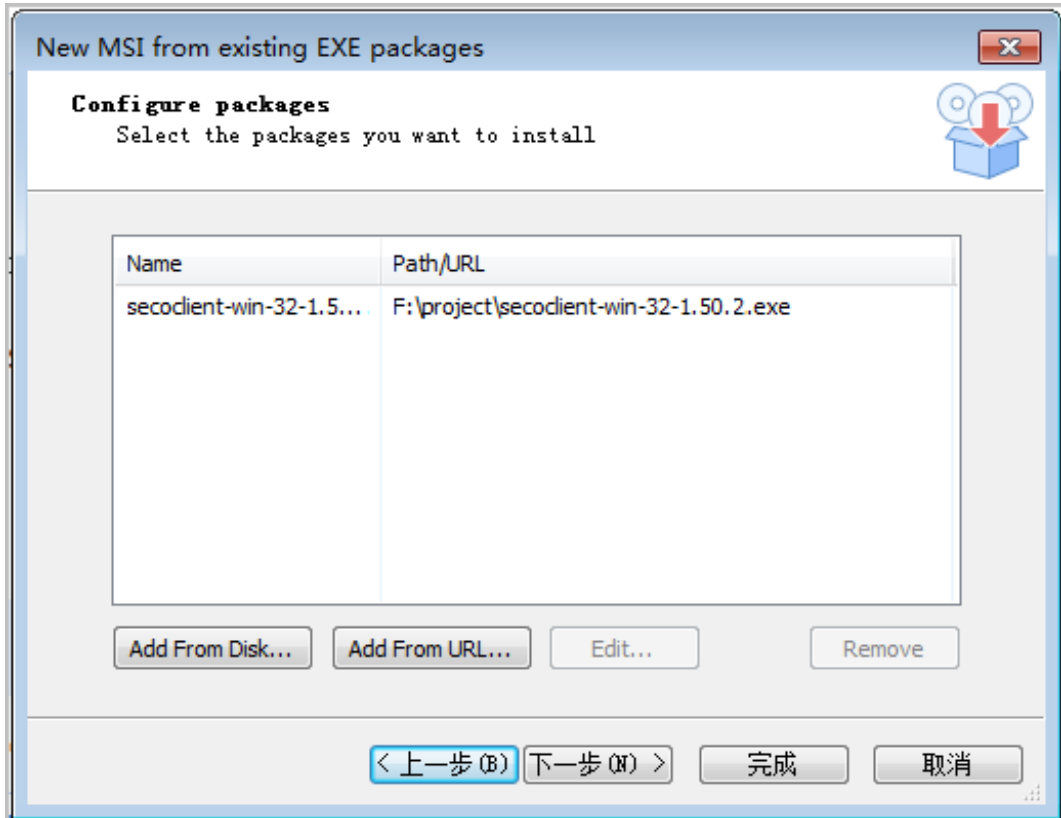 New MSI from existing EXE packages
Configure packages
Select the packages you want to install
Name Path/URL
secoclient-win-32-1.5... F:\project\secoclient-win-32-1.50.2.exe
Add From Disk... Add From URL... Edit... Remove
< 上一步(B) 下一步(N) > 完成 取消